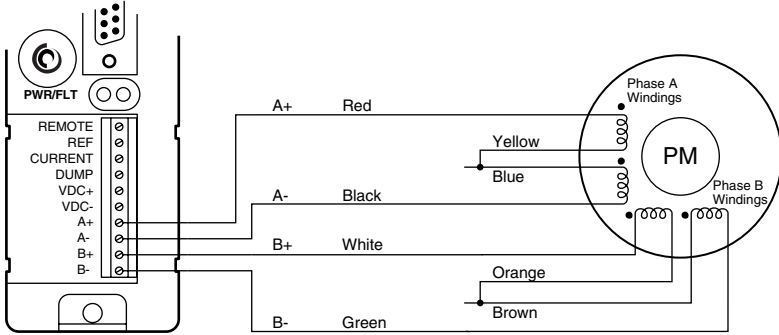 PWR/FLT
REMOTE
REF
CURRENT
DUMP
VDC+
VDC-
A+
A-
B+
B-
A+ Red
Yellow
Blue
A- Black
B+ White
Orange
Brown
B- Green
Phase A
Windings
PM
Phase B
Windings